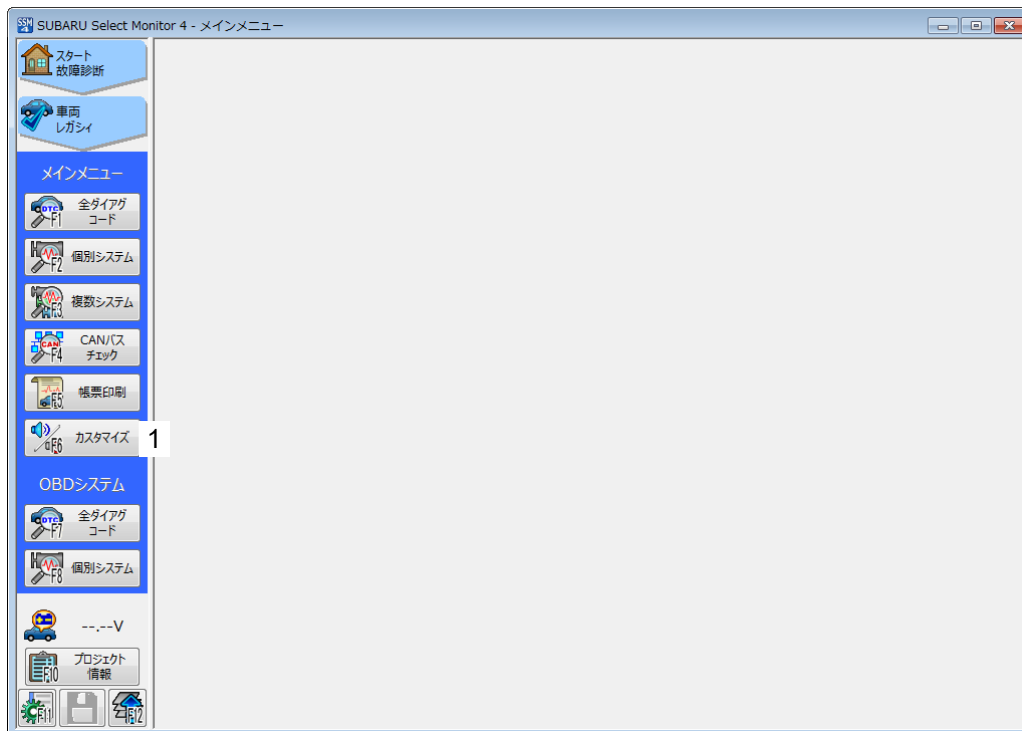 SSM
4
SUBARU Select Monitor 4 - メインメニュー
スタート
故障診断
車両
レガシィ
メインメニュー
DTC
F1
全ダイアグ
コード
F2
個別システム
F3
複数システム
CAN
F4
CANバス
チェック
F5
帳票印刷
F6
カスタマイズ
1
OBDシステム
DTC
F7
全ダイアグ
コード
F8
個別システム
--.--V
F10
プロジェクト
情報
F11
F12